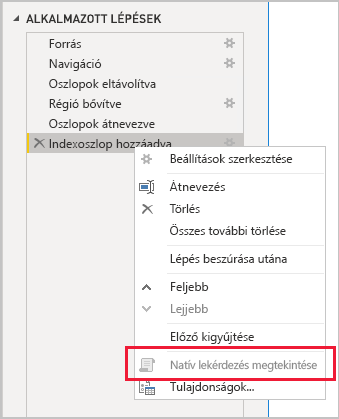 ALKALMAZOTT LÉPÉSEK
Forrás
Navigáció
Oszlopok eltávolítva
Régió bővítve
Oszlopok átnevezve
Indexoszlop hozzáadva
Beállítások szerkesztése
Átnevezés
Törlés
Összes további törlése
Lépés beszúrása utána
Feljebb
Lejjebb
Előző kigyűjtése
Natív lekérdezés megtekintése
Tulajdonságok...